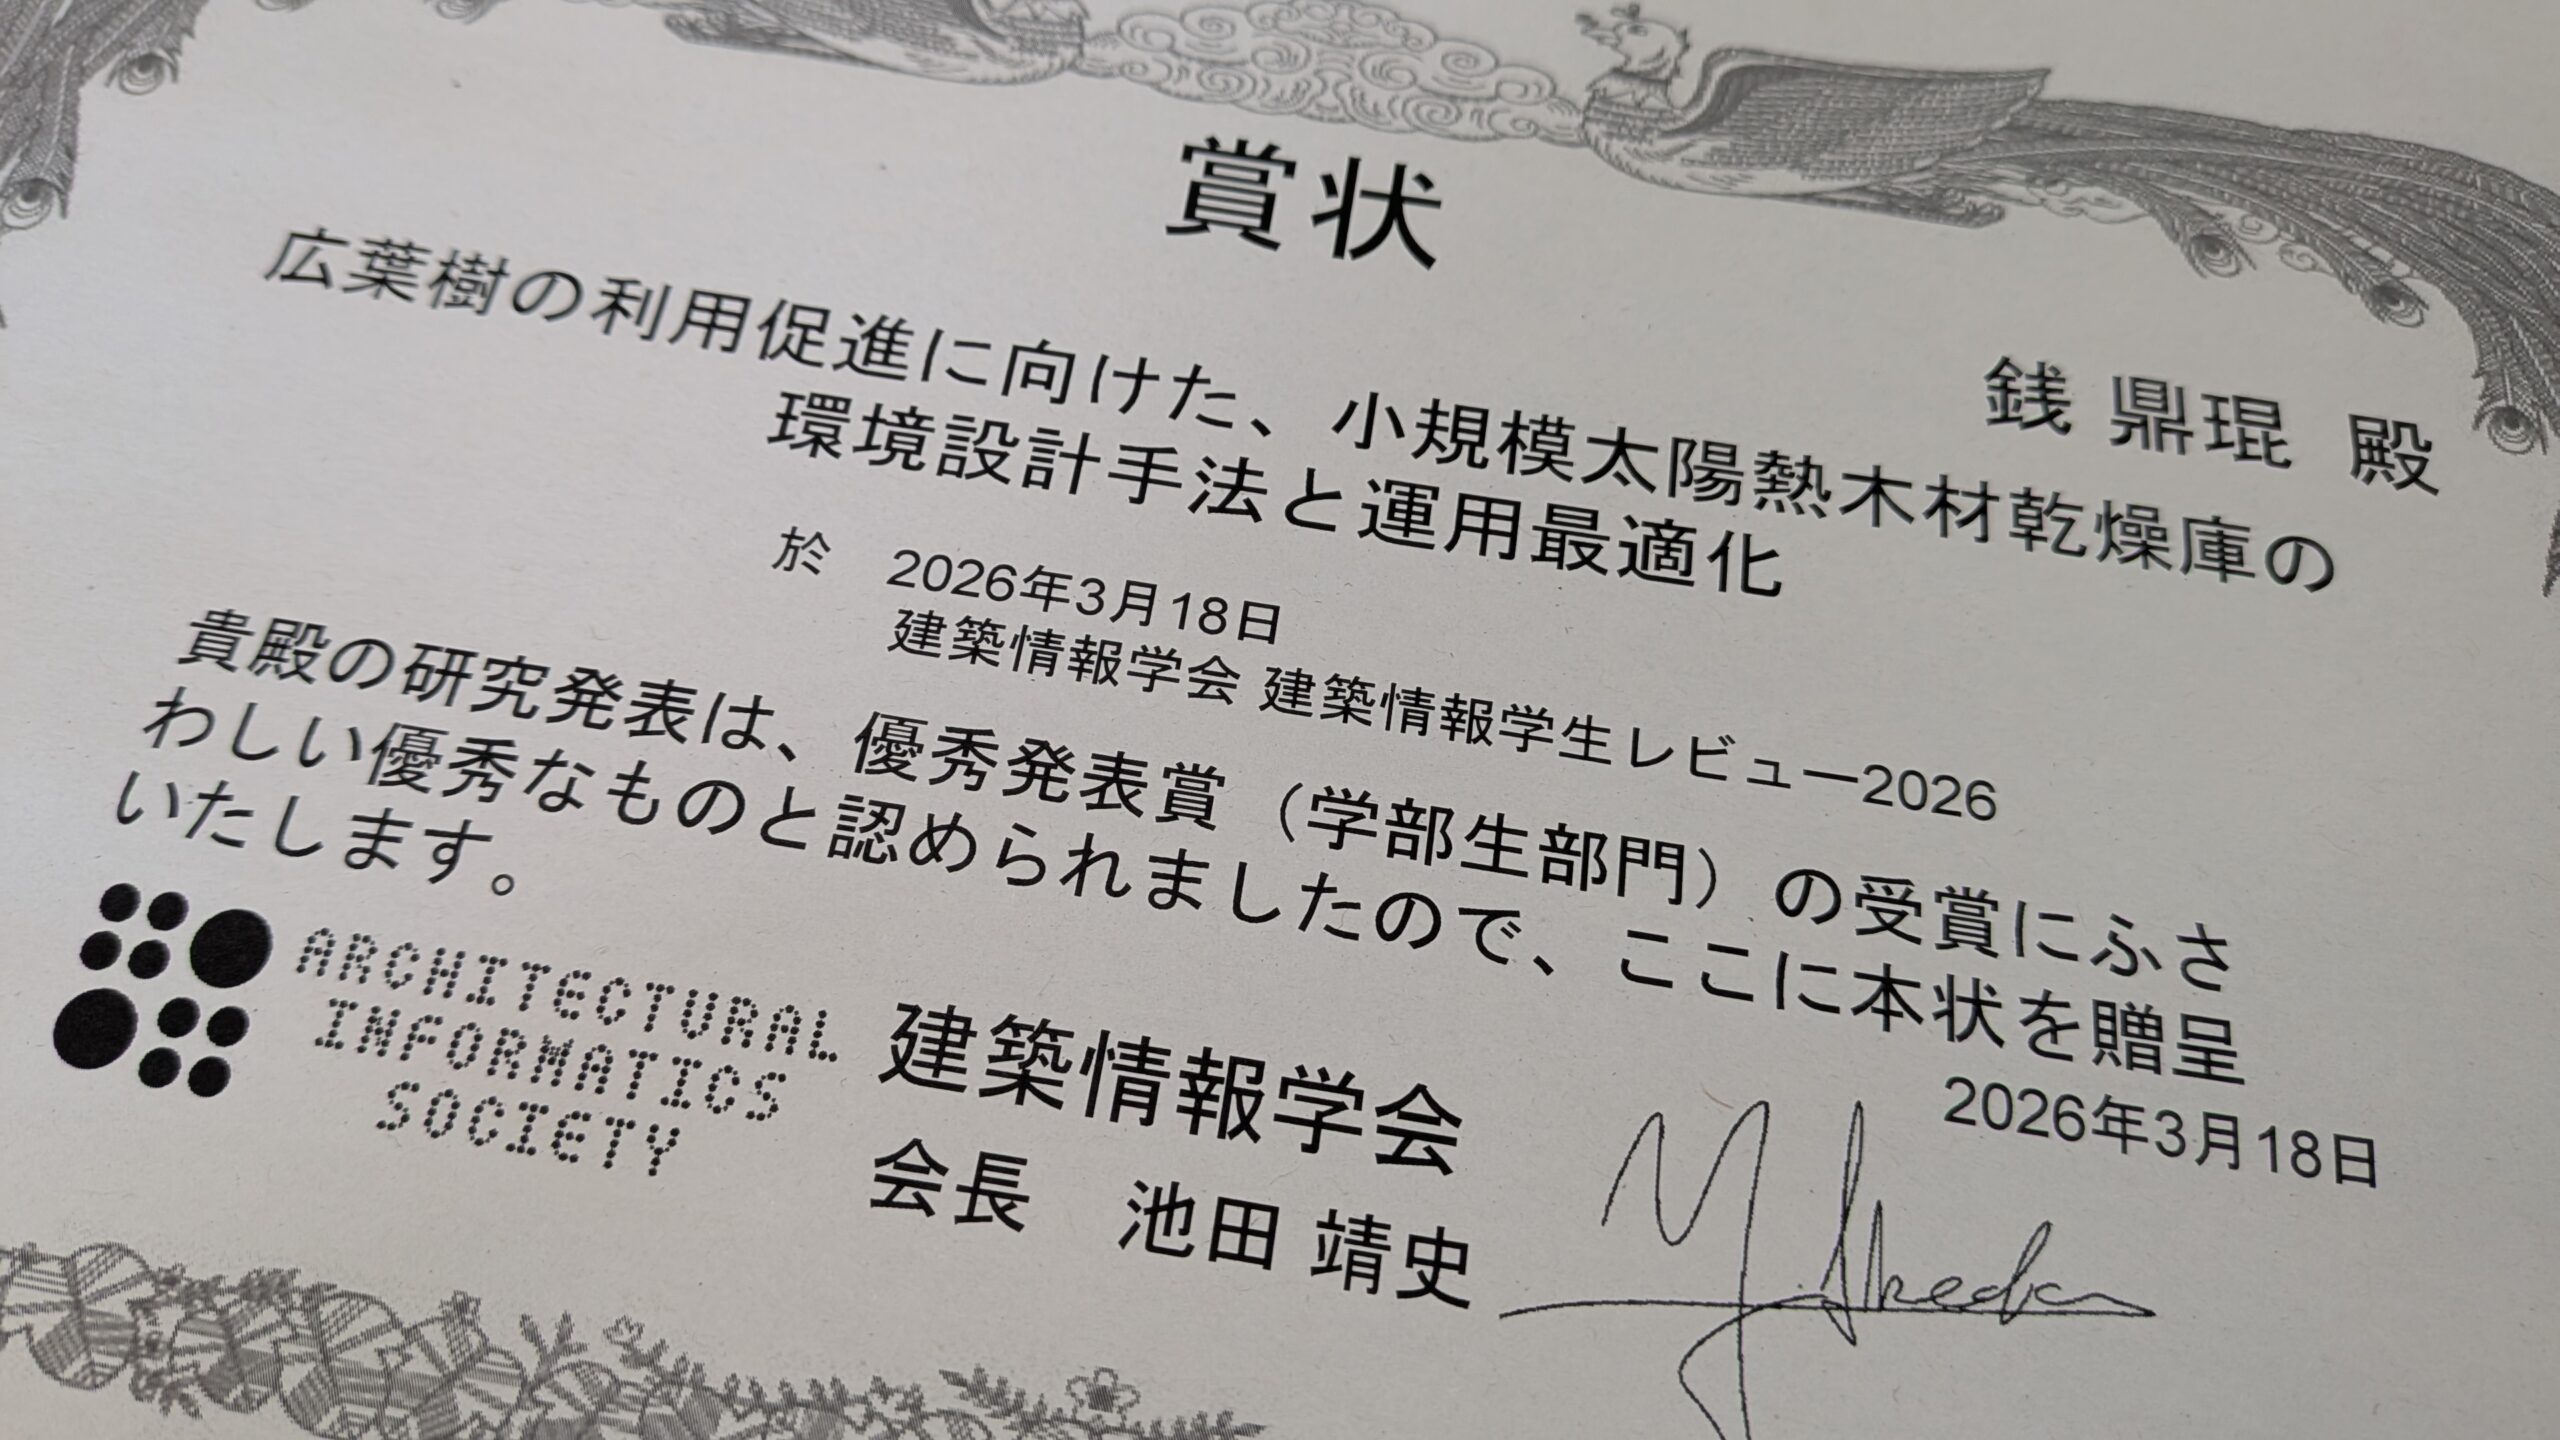 賞状
銭 鼎琨 殿
広葉樹の利用促進に向けた、小規模太陽熱木材乾燥庫の
環境設計手法と運用最適化
於 2026年3月18日
建築情報学会 建築情報学生レビュー2026
貴殿の研究発表は、優秀発表賞（学部生部門）の受賞にふさ
わしい優秀なものと認められましたので、ここに本状を贈呈
いたします。
2026年3月18日
ARCHITECTURAL
INFORMATICS
SOCIETY
建築情報学会
会長 池田 靖史
Y. Ikeda